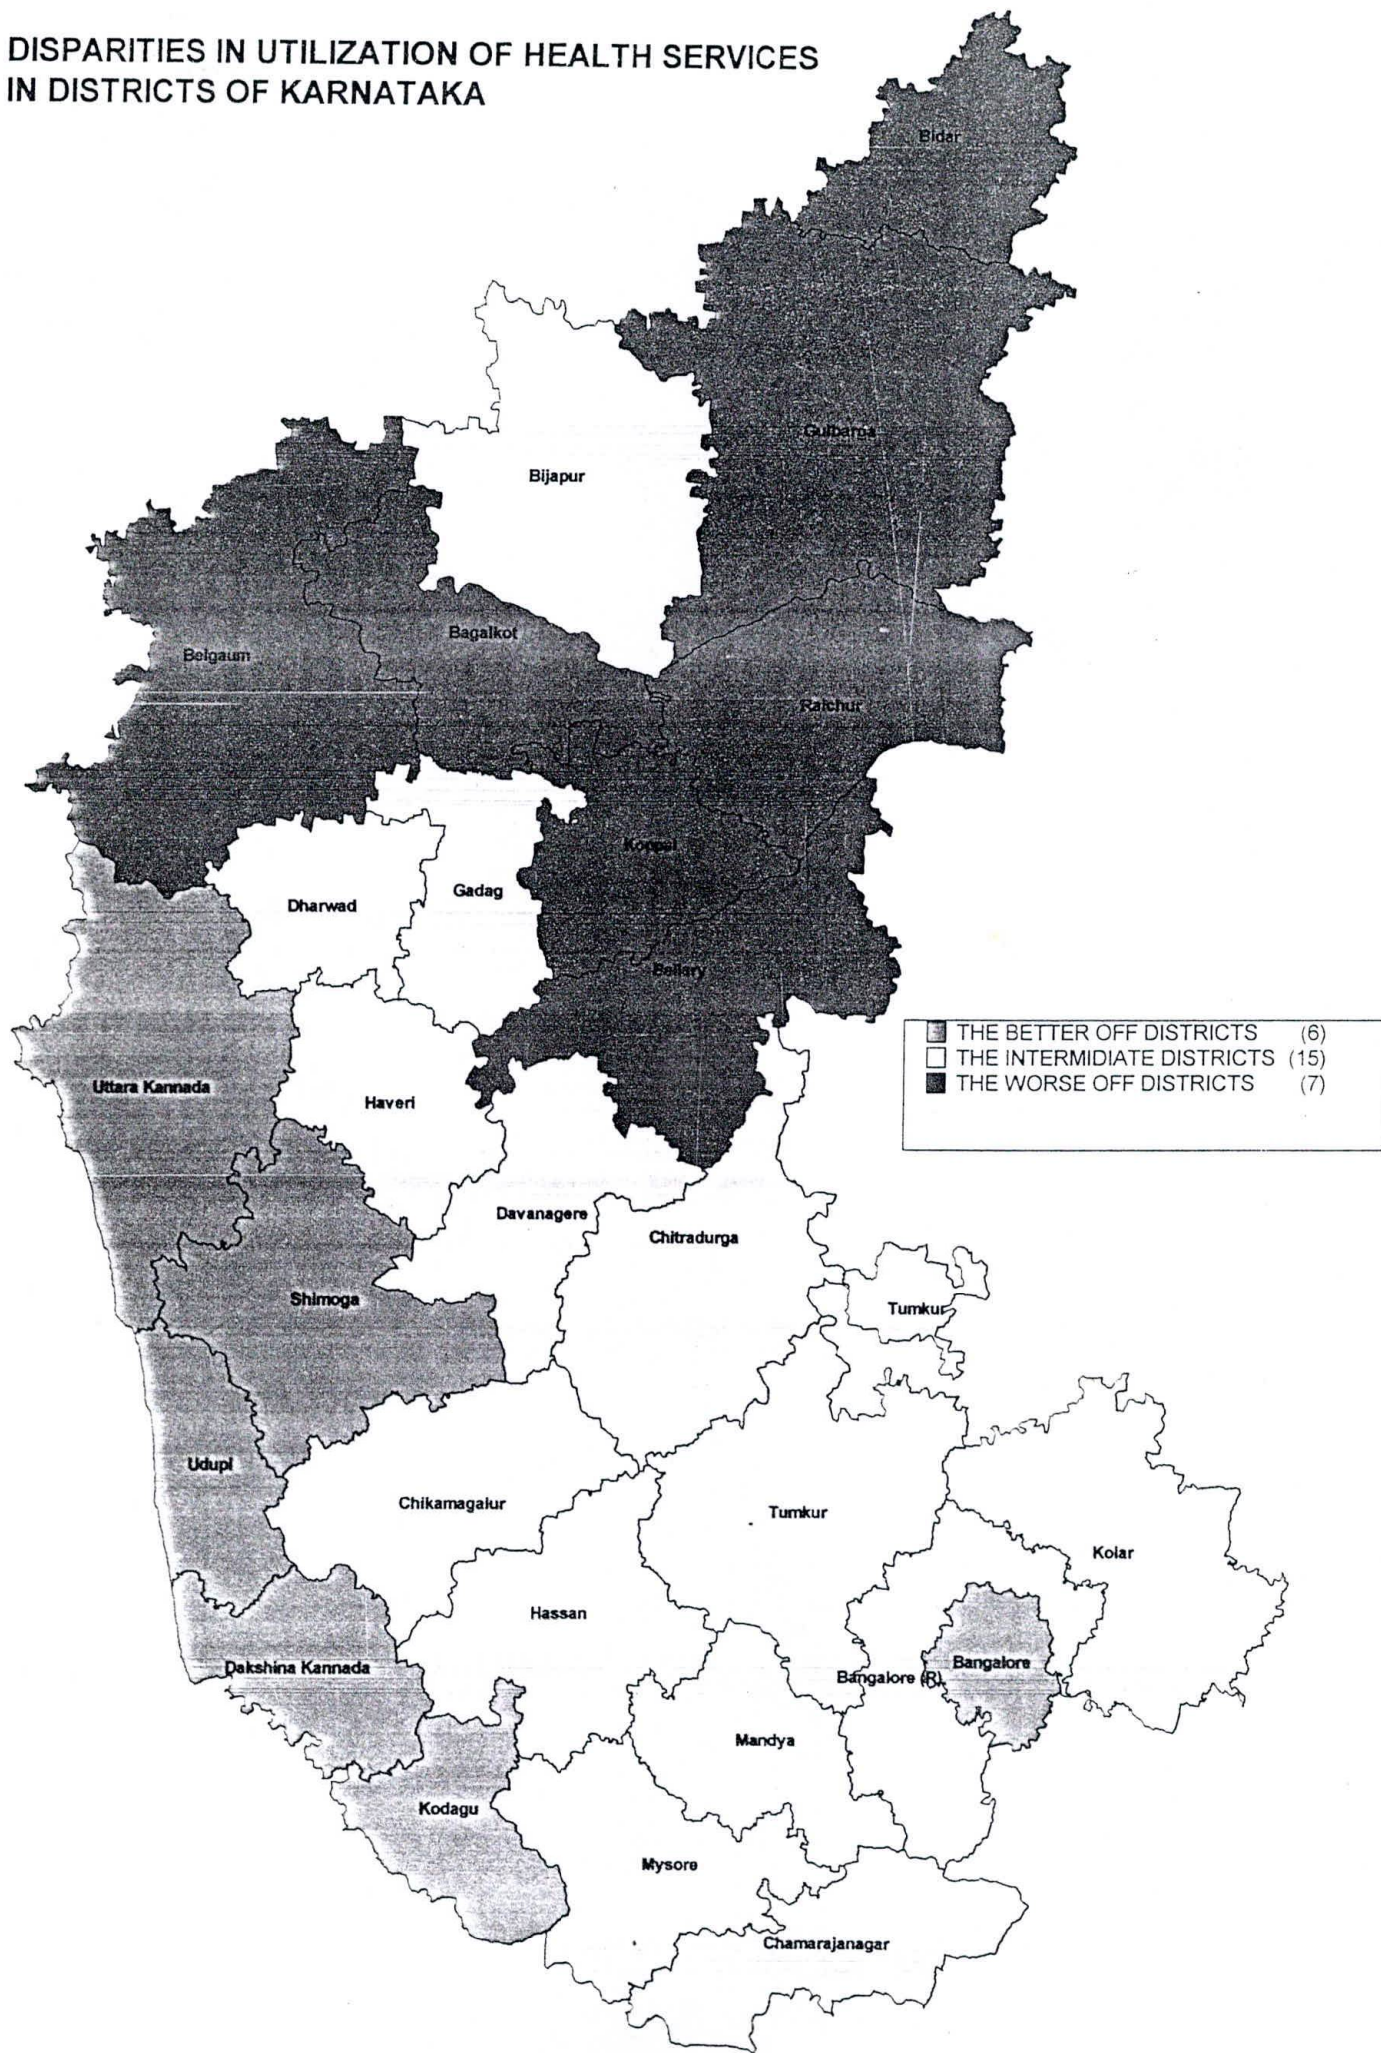 DISPARITIES IN UTILIZATION OF HEALTH SERVICES
IN DISTRICTS OF KARNATAKA
Bidar
Gulbarga
Bijapur
Bagalkot
Belgaum
Raichur
Koppal
Gadag
Dharwad
Bellary
THE BETTER OFF DISTRICTS (6)
THE INTERMIDIATE DISTRICTS (15)
THE WORSE OFF DISTRICTS (7)
Uttara Kannada
Haveri
Davanagere
Chitradurga
Shimoga
Tumkur
Udupi
Chikamagalur
Tumkur
Kolar
Hassan
Dakshina Kannada
Bangalore (R)
Bangalore
Mandya
Kodagu
Mysore
Chamarajanagar